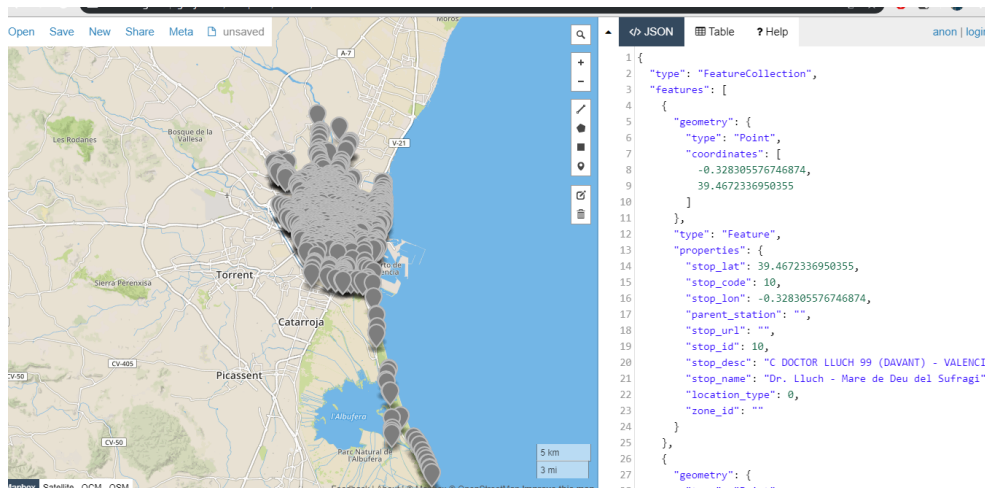 Open Save New Share Meta unsaved
Moros
A-7
Les Rodanes
Bosque de la
Vallesa
V-21
Torrent
Sierra Perenxisa
Catarroja
CV-405
CV-50
Picassent
l'Albufera
CV-50
Parc Natural de
l'Albufera
5 km
3 mi
Satellite OCM OSM
+
-
</> JSON Table ? Help anon | login
1 {
2 "type": "FeatureCollection",
3 "features": [
4 {
5 "geometry": {
6 "type": "Point",
7 "coordinates": [
8 -0.328305576746874,
9 39.4672336950355
10 ]
11 },
12 "type": "Feature",
13 "properties": {
14 "stop_lat": 39.4672336950355,
15 "stop_code": 10,
16 "stop_lon": -0.328305576746874,
17 "parent_station": "",
18 "stop_url": "",
19 "stop_id": 10,
20 "stop_desc": "C DOCTOR LLUCH 99 (DAVANT) - VALENCI
21 "stop_name": "Dr. Lluch - Mare de Deu del Sufragi"
22 "location_type": 0,
23 "zone_id": ""
24 }
25 },
26 {
27 "geometry": {